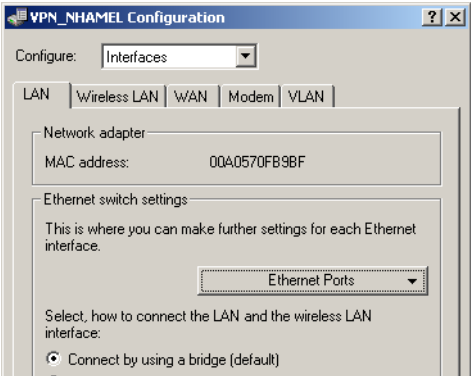 VPN_NHAMEL Configuration
Configure: Interfaces
LAN Wireless LAN WAN Modem VLAN
Network adapter
MAC address: 00A0570FB9BF
Ethernet switch settings
This is where you can make further settings for each Ethernet
interface.
Ethernet Ports
Select, how to connect the LAN and the wireless LAN
interface:
Connect by using a bridge (default)